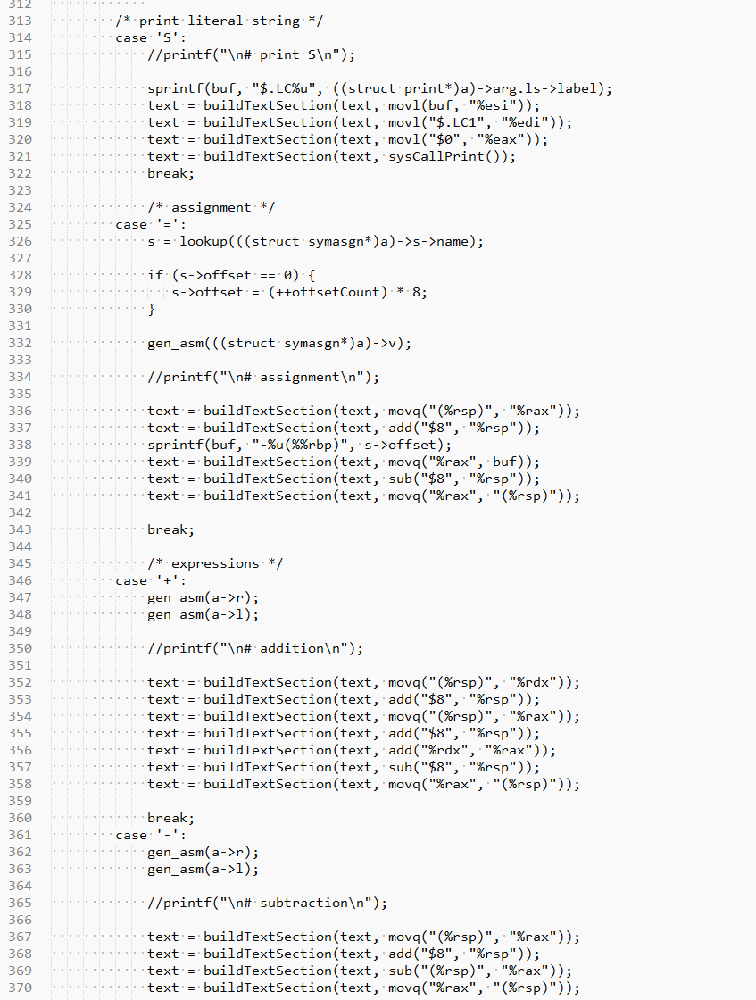 312
313 /* print literal string */
314 case 'S':
315 //printf("\n# print S\n");
316
317 sprintf(buf, "$.LC%u", ((struct print*)a)->arg.ls->label);
318 text = buildTextSection(text, movl(buf, "%esi"));
319 text = buildTextSection(text, movl("$.LC1", "%edi"));
320 text = buildTextSection(text, movl("$0", "%eax"));
321 text = buildTextSection(text, sysCallPrint());
322 break;
323
324 /* assignment */
325 case '=':
326 s = lookup(((struct symasgn*)a)->s->name);
327
328 if (s->offset == 0) {
329 s->offset = (++offsetCount) * 8;
330 }
331
332 gen_asm(((struct symasgn*)a)->v);
333
334 //printf("\n# assignment\n");
335
336 text = buildTextSection(text, movq("(%rsp)", "%rax"));
337 text = buildTextSection(text, add("$8", "%rsp"));
338 sprintf(buf, "-%u(%%rbp)", s->offset);
339 text = buildTextSection(text, movq("%rax", buf));
340 text = buildTextSection(text, sub("$8", "%rsp"));
341 text = buildTextSection(text, movq("%rax", "(%rsp)"));
342
343 break;
344
345 /* expressions */
346 case '+':
347 gen_asm(a->r);
348 gen_asm(a->l);
349
350 //printf("\n# addition\n");
351
352 text = buildTextSection(text, movq("(%rsp)", "%rdx"));
353 text = buildTextSection(text, add("$8", "%rsp"));
354 text = buildTextSection(text, movq("(%rsp)", "%rax"));
355 text = buildTextSection(text, add("$8", "%rsp"));
356 text = buildTextSection(text, add("%rdx", "%rax"));
357 text = buildTextSection(text, sub("$8", "%rsp"));
358 text = buildTextSection(text, movq("%rax", "(%rsp)"));
359
360 break;
361 case '-':
362 gen_asm(a->r);
363 gen_asm(a->l);
364
365 //printf("\n# subtraction\n");
366
367 text = buildTextSection(text, movq("(%rsp)", "%rax"));
368 text = buildTextSection(text, add("$8", "%rsp"));
369 text = buildTextSection(text, sub("(%rsp)", "%rax"));
370 text = buildTextSection(text, movq("%rax", "(%rsp)"));